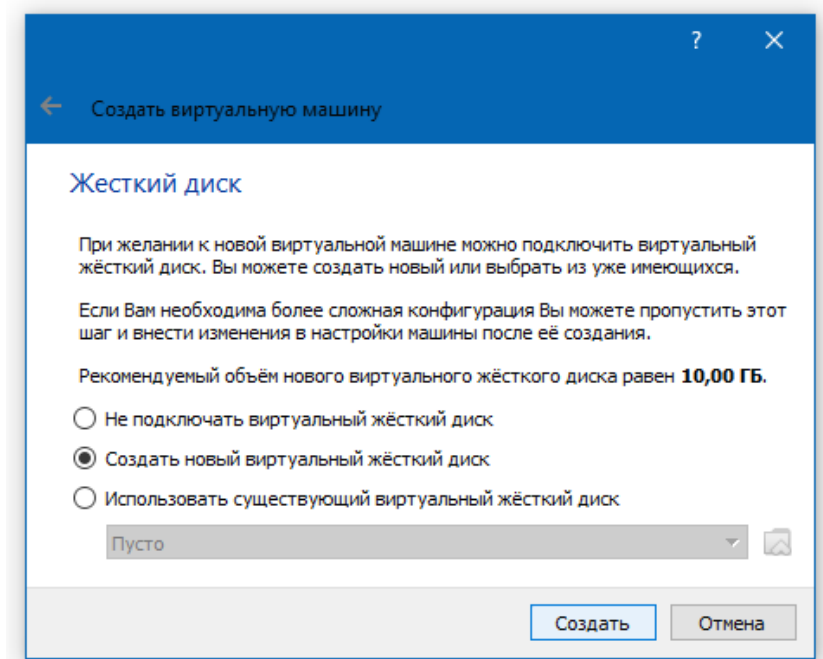 Создать виртуальную машину
Жесткий диск
При желании к новой виртуальной машине можно подключить виртуальный
жёсткий диск. Вы можете создать новый или выбрать из уже имеющихся.
Если Вам необходима более сложная конфигурация Вы можете пропустить этот
шаг и внести изменения в настройки машины после её создания.
Рекомендуемый объём нового виртуального жёсткого диска равен 10,00 ГБ.
Не подключать виртуальный жёсткий диск
Создать новый виртуальный жёсткий диск
Использовать существующий виртуальный жёсткий диск
Пусто
Создать Отмена